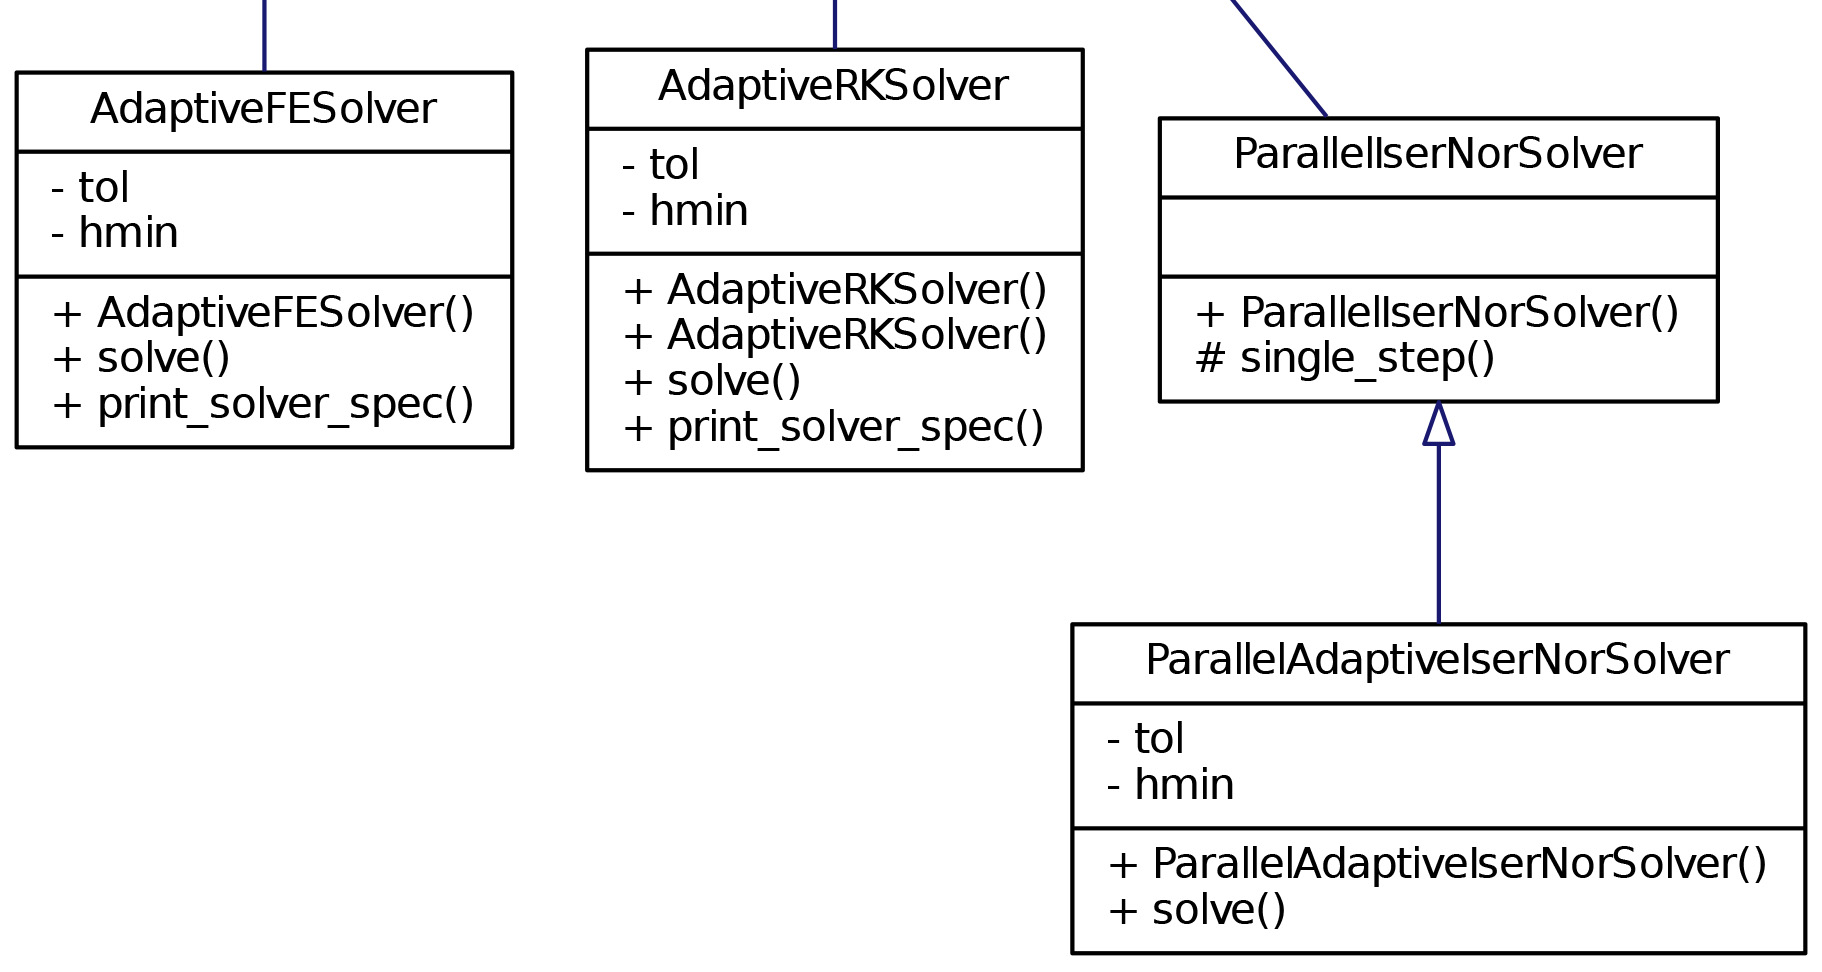 AdaptiveFESolver
- tol
- hmin
+ AdaptiveFESolver()
+ solve()
+ print_solver_spec()
AdaptiveRKSolver
- tol
- hmin
+ AdaptiveRKSolver()
+ AdaptiveRKSolver()
+ solve()
+ print_solver_spec()
ParallelIserNorSolver
+ ParallelIserNorSolver()
# single_step()
ParallelAdaptiveIserNorSolver
- tol
- hmin
+ ParallelAdaptiveIserNorSolver()
+ solve()